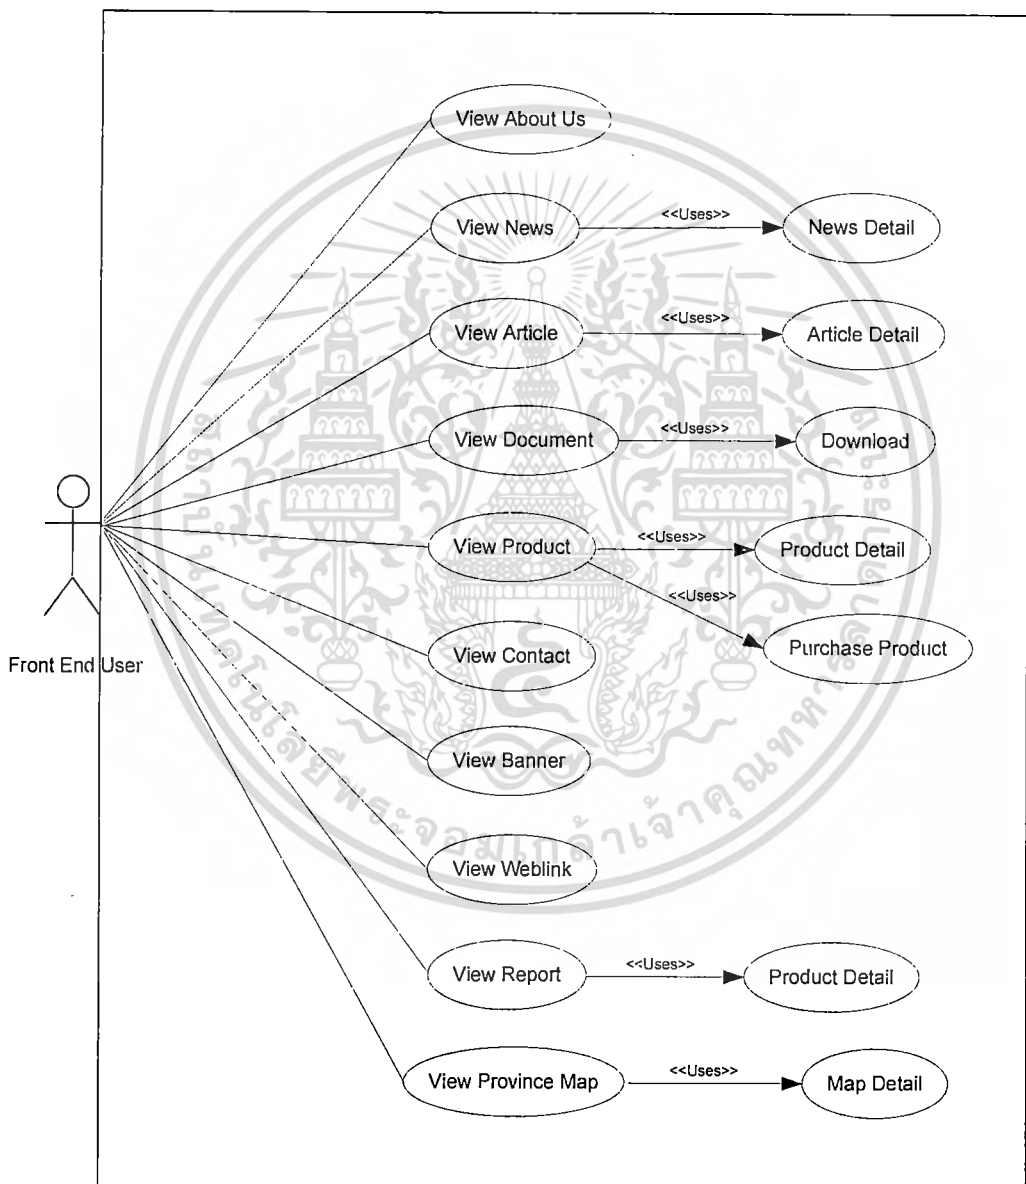 View About Us
View News
<<Uses>>
News Detail
View Article
<<Uses>>
Article Detail
View Document
<<Uses>>
Download
View Product
<<Uses>>
Product Detail
<<Uses>>
Purchase Product
Front End User
View Contact
View Banner
View Weblink
View Report
<<Uses>>
Product Detail
View Province Map
<<Uses>>
Map Detail